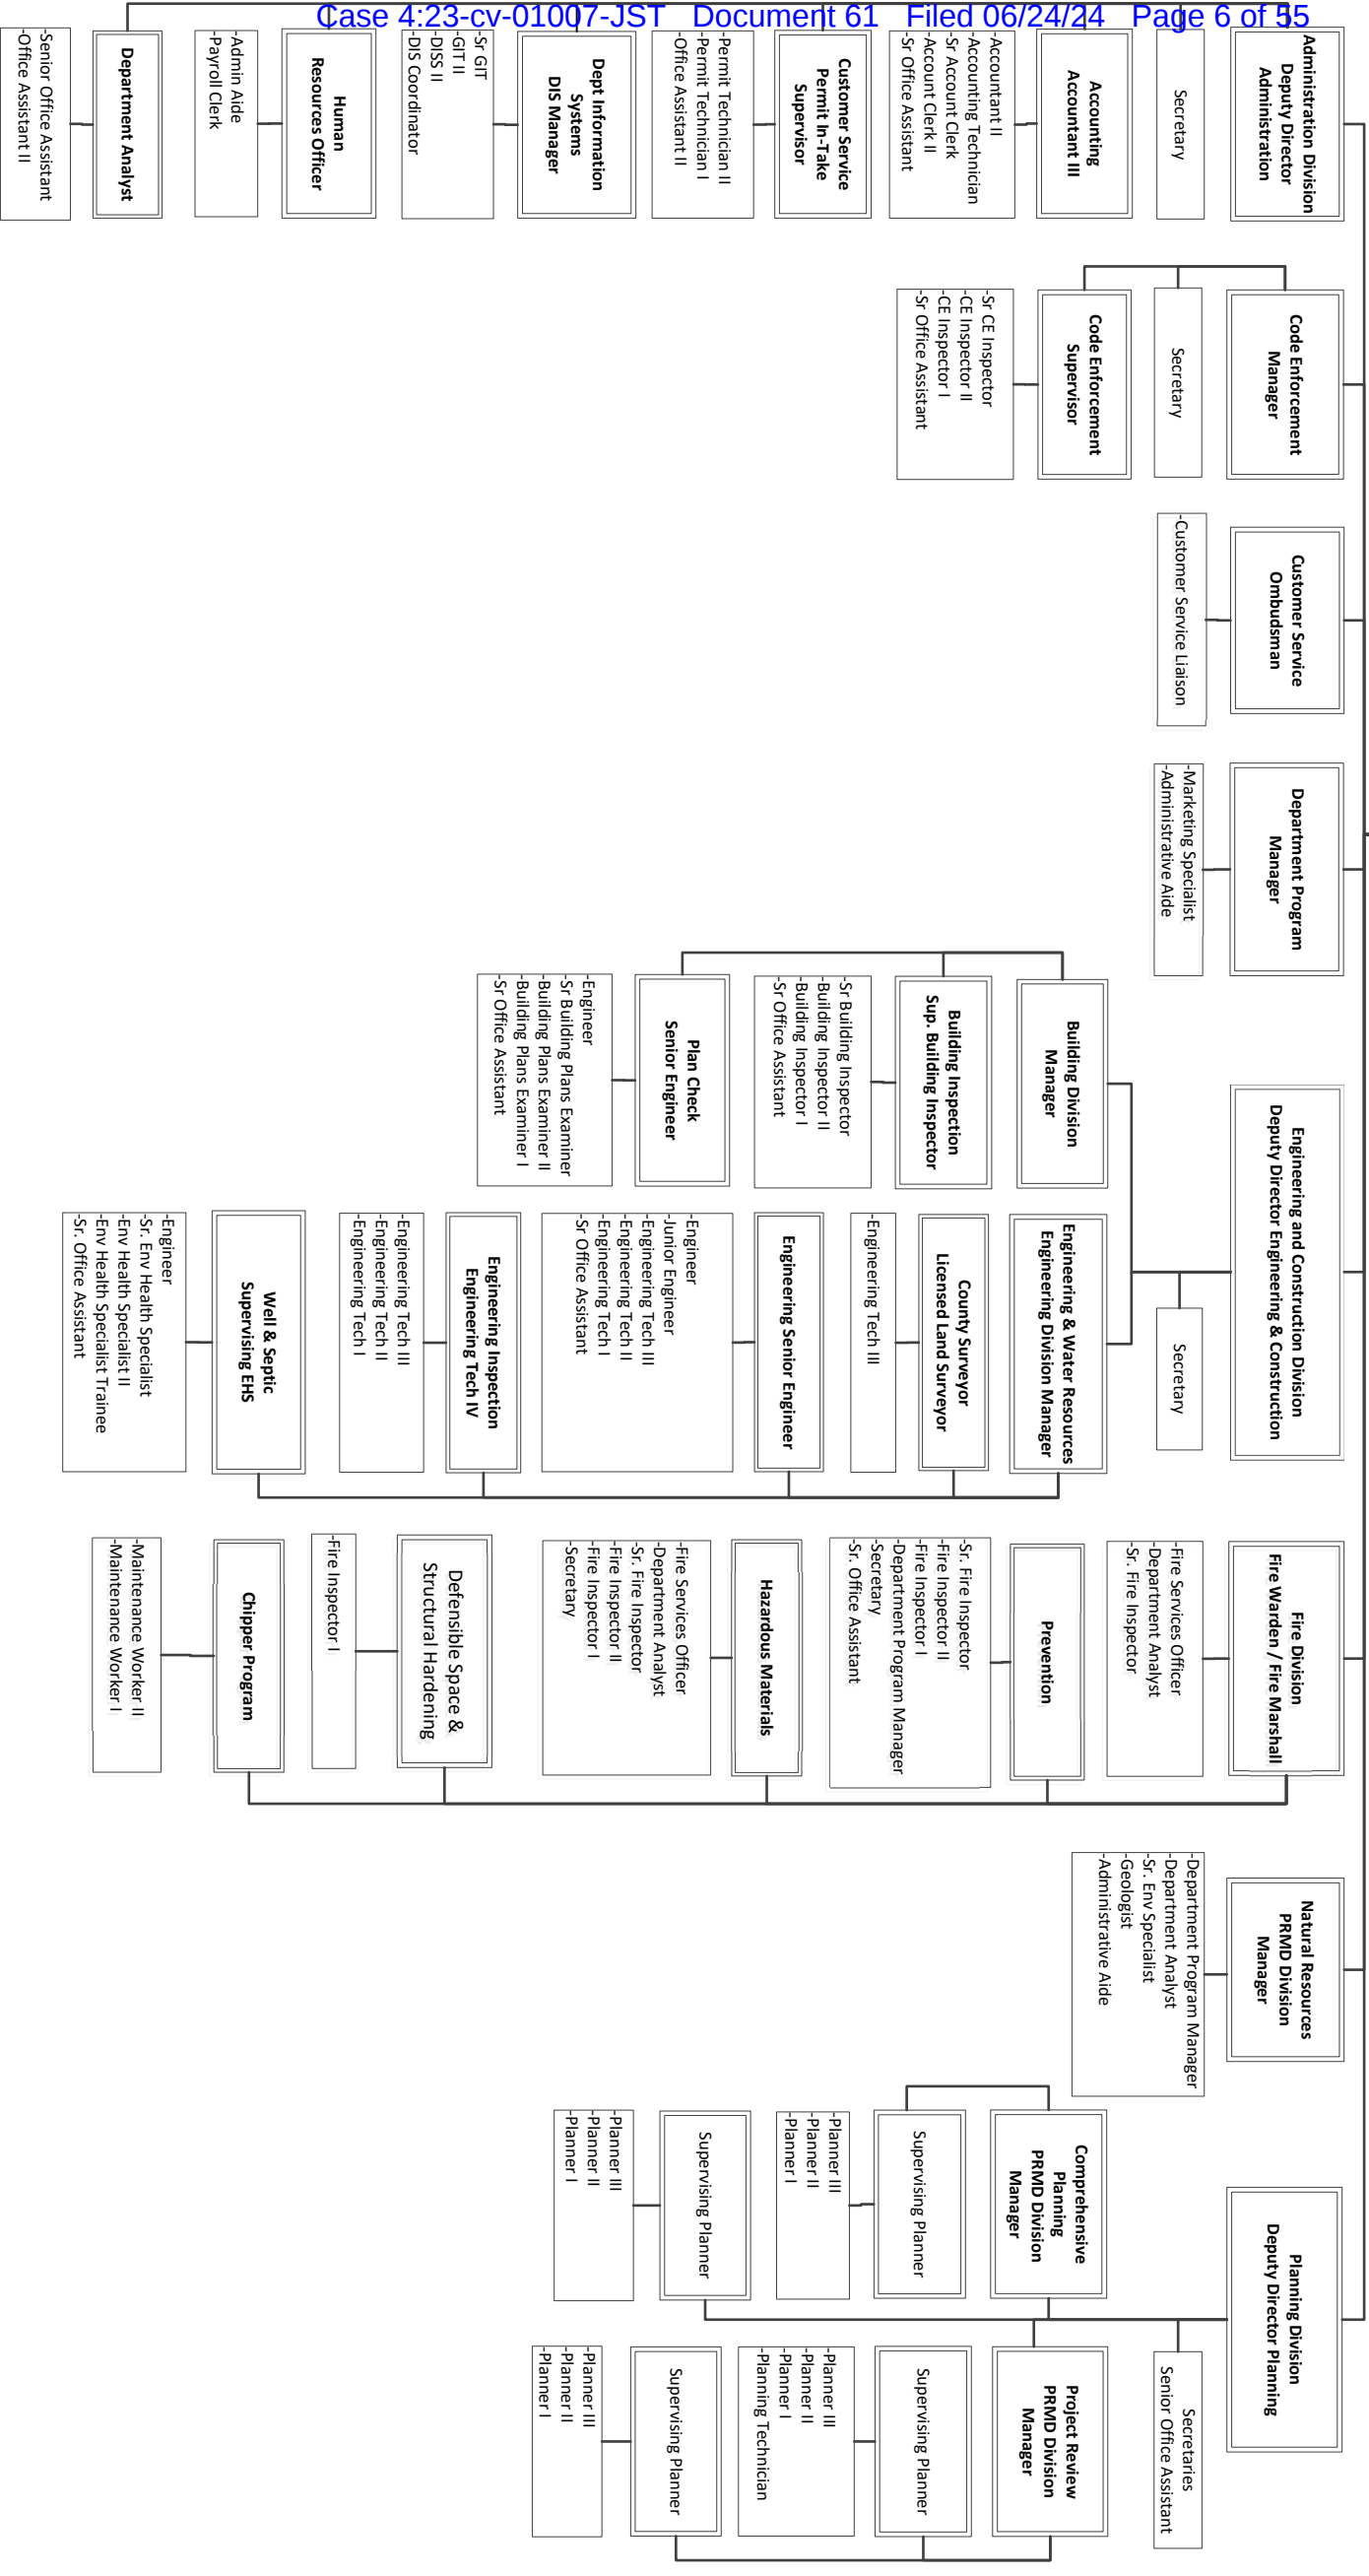 Case 4:23-cv-01007-JST Document 61 Filed 06/24/24 Page 6 of 55
Administration Division
Deputy Director
Administration
Secretary
Accounting
Accountant III
-Accountant II
-Accounting Technician
-Sr Account Clerk
-Account Clerk II
-Sr Office Assistant
Customer Service
Permit In-Take
Supervisor
-Permit Technician II
-Permit Technician I
-Office Assistant II
Dept Information
Systems
DIS Manager
-Sr GIT
-GIT II
-DISS II
-DIS Coordinator
Human
Resources Officer
-Admin Aide
-Payroll Clerk
Department Analyst
-Senior Office Assistant
-Office Assistant II
Code Enforcement
Manager
Secretary
Code Enforcement
Supervisor
-Sr CE Inspector
-CE Inspector II
-CE Inspector I
-Sr Office Assistant
Customer Service
Ombudsman
-Customer Service Liaison
Department Program
Manager
-Marketing Specialist
-Administrative Aide
Engineering and Construction Division
Deputy Director Engineering & Construction
Secretary
Building Division
Manager
Building Inspection
Sup. Building Inspector
-Sr Building Inspector
-Building Inspector II
-Building Inspector I
-Sr Office Assistant
Plan Check
Senior Engineer
-Engineer
-Sr Building Plans Examiner
-Building Plans Examiner II
-Building Plans Examiner I
-Sr Office Assistant
Engineering & Water Resources
Engineering Division Manager
County Surveyor
Licensed Land Surveyor
-Engineering Tech III
Engineering Senior Engineer
-Engineer
-Junior Engineer
-Engineering Tech III
-Engineering Tech II
-Engineering Tech I
-Sr Office Assistant
Engineering Inspection
Engineering Tech IV
-Engineering Tech III
-Engineering Tech II
-Engineering Tech I
Well & Septic
Supervising EHS
-Engineer
-Sr. Env Health Specialist
-Env Health Specialist II
-Env Health Specialist Trainee
-Sr. Office Assistant
Fire Division
Fire Warden / Fire Marshall
-Fire Services Officer
-Department Analyst
-Sr. Fire Inspector
Prevention
-Sr. Fire Inspector
-Fire Inspector II
-Fire Inspector I
-Department Program Manager
-Secretary
-Sr. Office Assistant
Hazardous Materials
-Fire Services Officer
-Department Analyst
-Sr. Fire Inspector
-Fire Inspector II
-Fire Inspector I
-Secretary
Defensible Space &
Structural Hardening
-Fire Inspector I
Chipper Program
-Maintenance Worker II
-Maintenance Worker I
Natural Resources
PRMD Division
Manager
-Department Program Manager
-Department Analyst
-Sr. Env Specialist
-Geologist
-Administrative Aide
Planning Division
Deputy Director Planning
Secretaries
Senior Office Assistant
Comprehensive
Planning
PRMD Division
Manager
Supervising Planner
-Planner III
-Planner II
-Planner I
Supervising Planner
-Planner III
-Planner II
-Planner I
Project Review
PRMD Division
Manager
Supervising Planner
-Planner III
-Planner II
-Planner I
-Planning Technician
Supervising Planner
-Planner III
-Planner II
-Planner I